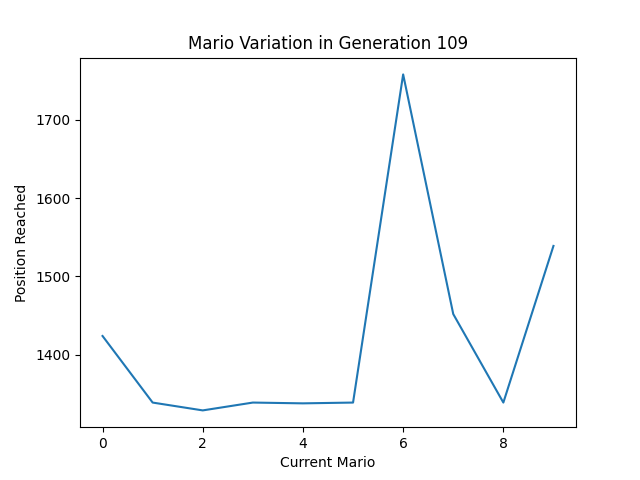 Mario Variation in Generation 109
1700
1600
1500
1400
Position Reached
0 2 4 6 8
Current Mario